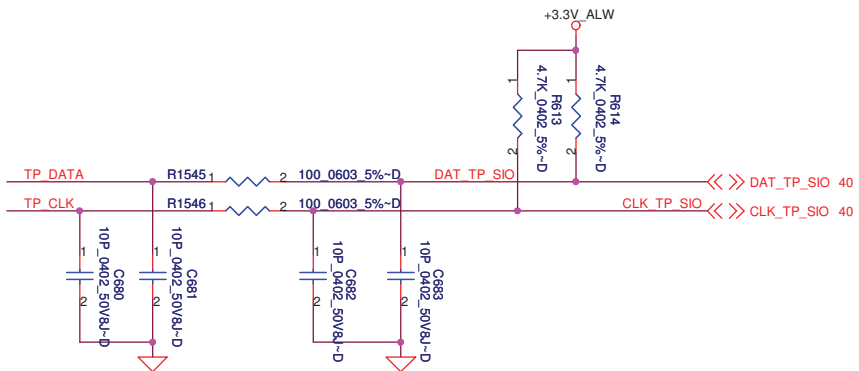 +3.3V_ALW
1
1
4.7K_0402_5%~D
R613
4.7K_0402_5%~D
R614
2
2
TP_DATA
R1545 1
2 100_0603_5%~D
DAT_TP_SIO
DAT_TP_SIO 40
TP_CLK
R1546 1
2 100_0603_5%~D
CLK_TP_SIO
CLK_TP_SIO 40
1
2
10P_0402_50V8J~D
C680
1
2
10P_0402_50V8J~D
C681
1
2
10P_0402_50V8J~D
C682
1
2
10P_0402_50V8J~D
C683